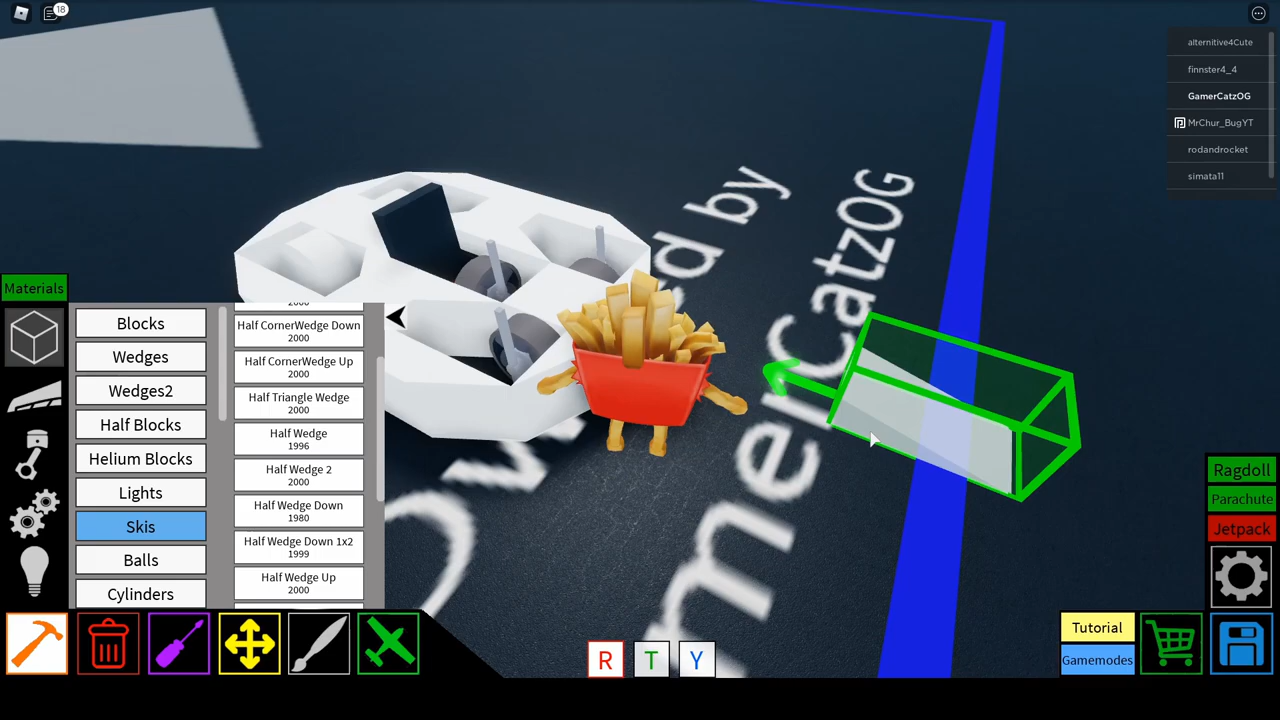 18
alternitive4Cute
finnster4_4
GamerCatzOG
MrChur_BugYT
rodandrocket
simata11
Owned by
GamerCatzOG
Materials
Blocks
Wedges
Wedges2
Half Blocks
Helium Blocks
Lights
Skis
Balls
Cylinders
2000
Half CornerWedge Down
2000
Half CornerWedge Up
2000
Half Triangle Wedge
2000
Half Wedge
1996
Half Wedge 2
2000
Half Wedge Down
1980
Half Wedge Down 1x2
1999
Half Wedge Up
2000
Ragdoll
Parachute
Jetpack
Tutorial
Gamemodes
R T Y